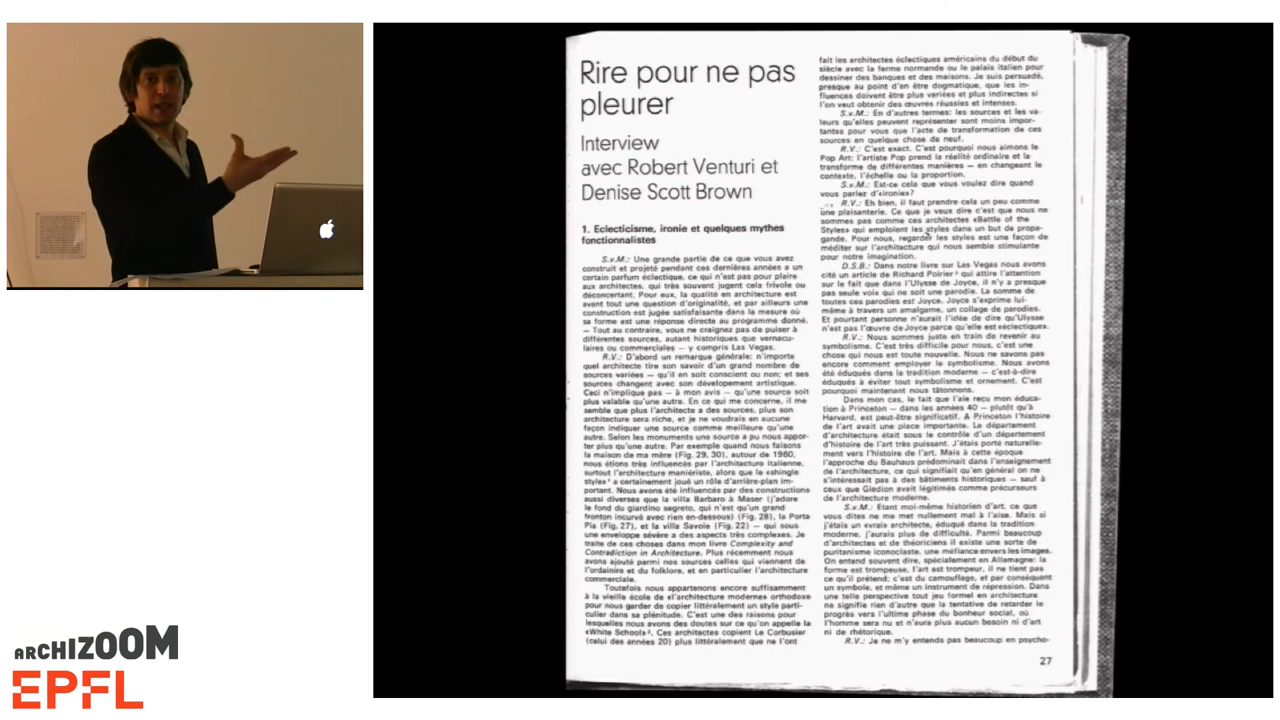 Rire pour ne pas
pleurer
Interview
avec Robert Venturi et
Denise Scott Brown
1. Eclecticisme, ironie et quelques mythes
fonctionnalistes
S.v.M.: Une grande partie de ce que vous avez
construit et projeté pendant ces dernières années a un
certain parfum éclectique, ce qui n'est pas pour plaire
aux architectes, qui très souvent jugent cela frivole ou
déconcertant. Pour eux, la qualité en architecture est
avant tout une question d'originalité, et par ailleurs une
construction est jugée satisfaisante dans la mesure où
sa forme est une réponse directe au programme donné.
— Tout au contraire, vous ne craignez pas de puiser à
différentes sources, autant historiques que vernacu-
laires ou commerciales — y compris Las Vegas.
R.V.: D'abord un remarque générale: n'importe
quel architecte tire son savoir d'un grand nombre de
sources variées — qu'il en soit conscient ou non; et ses
sources changent avec son dévelopement artistique.
Ceci n'implique pas — à mon avis — qu'une source soit
plus valable qu'une autre. En ce qui me concerne, il me
semble que plus l'architecte a des sources, plus son
architecture sera riche, et je ne voudrais en aucune
façon indiquer une source comme meilleure qu'une
autre. Selon les monuments une source a pu nous appor-
ter plus qu'une autre. Par exemple quand nous faisons
la maison de ma mère (Fig. 29, 30), autour de 1960,
nous étions très influencés par l'architecture italienne,
surtout l'architecture maniériste, alors que le «shingle
style»¹ a certainement joué un rôle d'arrière-plan im-
portant. Nous avons été influencés par des constructions
aussi diverses que la villa Barbaro à Maser (j'adore
le fond du giardino segreto, qui n'est qu'un grand
fronton incurvé avec rien en-dessous) (Fig. 28), la Porta
Pia (Fig. 27), et la villa Savoie (Fig. 22) — qui sous
une enveloppe sévère a des aspects très complexes. Je
traite de ces choses dans mon livre Complexity and
Contradiction in Architecture. Plus récemment nous
avons ajouté parmi nos sources celles qui viennent de
l'ordinaire et du folklore, et en particulier l'architecture
commerciale.
Toutefois nous appartenons encore suffisamment
à la vieille école de «l'architecture moderne» orthodoxe
pour nous garder de copier littéralement un style parti-
culier dans sa plénitude. C'est une des raisons pour
lesquelles nous avons des doutes sur ce qu'on appelle la
«White School»². Ces architectes copient Le Corbusier
(celui des années 20) plus littéralement que ne l'ont
fait les architectes éclectiques américains du début du
siècle avec la ferme normande ou le palais italien pour
dessiner des banques et des maisons. Je suis persuadé,
presque au point d'en être dogmatique, que les in-
fluences doivent être plus variées et plus indirectes si
l'on veut obtenir des œuvres réussies et intenses.
S.v.M.: En d'autres termes: les sources et les va-
leurs qu'elles peuvent représenter sont moins impor-
tantes pour vous que l'acte de transformation de ces
sources en quelque chose de neuf.
R.V.: C'est exact. C'est pourquoi nous aimons le
Pop Art: l'artiste Pop prend la réalité ordinaire et la
transforme de différentes manières — en changeant le
contexte, l'échelle ou la proportion.
S.v.M.: Est-ce cela que vous voulez dire quand
vous parlez d'«ironie»?
R.V.: Eh bien, il faut prendre cela un peu comme
une plaisanterie. Ce que je veux dire c'est que nous ne
sommes pas comme ces architectes «Battle of the
Styles» qui emploient les styles dans un but de propa-
gande. Pour nous, regarder les styles est une façon de
méditer sur l'architecture qui nous semble stimulante
pour notre imagination.
D.S.B.: Dans notre livre sur Las Vegas nous avons
cité un article de Richard Poirier³ qui attire l'attention
sur le fait que dans l'Ulysse de Joyce, il n'y a presque
pas seule voix qui ne soit une parodie. La somme de
toutes ces parodies est Joyce. Joyce s'exprime lui-
même à travers un amalgame, un collage de parodies.
Et pourtant personne n'aurait l'idée de dire qu'Ulysse
n'est pas l'œuvre de Joyce parce qu'elle est «éclectique».
R.V.: Nous sommes juste en train de revenir au
symbolisme. C'est très difficile pour nous, c'est une
chose qui nous est toute nouvelle. Nous ne savons pas
encore comment employer le symbolisme. Nous avons
été éduqués dans la tradition moderne — c'est-à-dire
éduqués à éviter tout symbolisme et ornement. C'est
pourquoi maintenant nous tâtonnons.
Dans mon cas, le fait que l'aie reçu mon éduca-
tion à Princeton — dans les années 40 — plutôt qu'à
Harvard, est peut-être significatif. A Princeton l'histoire
de l'art avait une place importante. Le département
d'architecture était sous le contrôle d'un département
d'histoire de l'art très puissant. J'étais porté naturelle-
ment vers l'histoire de l'art. Mais à cette époque
l'approche du Bauhaus prédominait dans l'enseignement
de l'architecture, ce qui signifiait qu'en général on ne
s'intéressait pas à des bâtiments historiques — sauf à
ceux que Giedion avait légitimés comme précurseurs
de l'architecture moderne.
S.v.M.: Etant moi-même historien d'art, ce que
vous dites ne me met nullement mal à l'aise. Mais si
j'étais un «vrai» architecte, éduqué dans la tradition
moderne, j'aurais plus de difficulté. Parmi beaucoup
d'architectes et de théoriciens il existe une sorte de
puritanisme iconoclaste, une méfiance envers les images.
On entend souvent dire, spécialement en Allemagne: la
forme est trompeuse, l'art est trompeur, il ne tient pas
ce qu'il prétend; c'est du camouflage, et par conséquent
un symbole, et même un instrument de répression. Dans
une telle perspective tout jeu formel en architecture
ne signifie rien d'autre que la tentative de retarder le
progrès vers l'ultime phase du bonheur social, où
l'homme sera nu et n'aura plus aucun besoin ni d'art
ni de rhétorique.
R.V.: Je ne m'y entends pas beaucoup en psycho-
27
ARCHIZOOM
EPFL